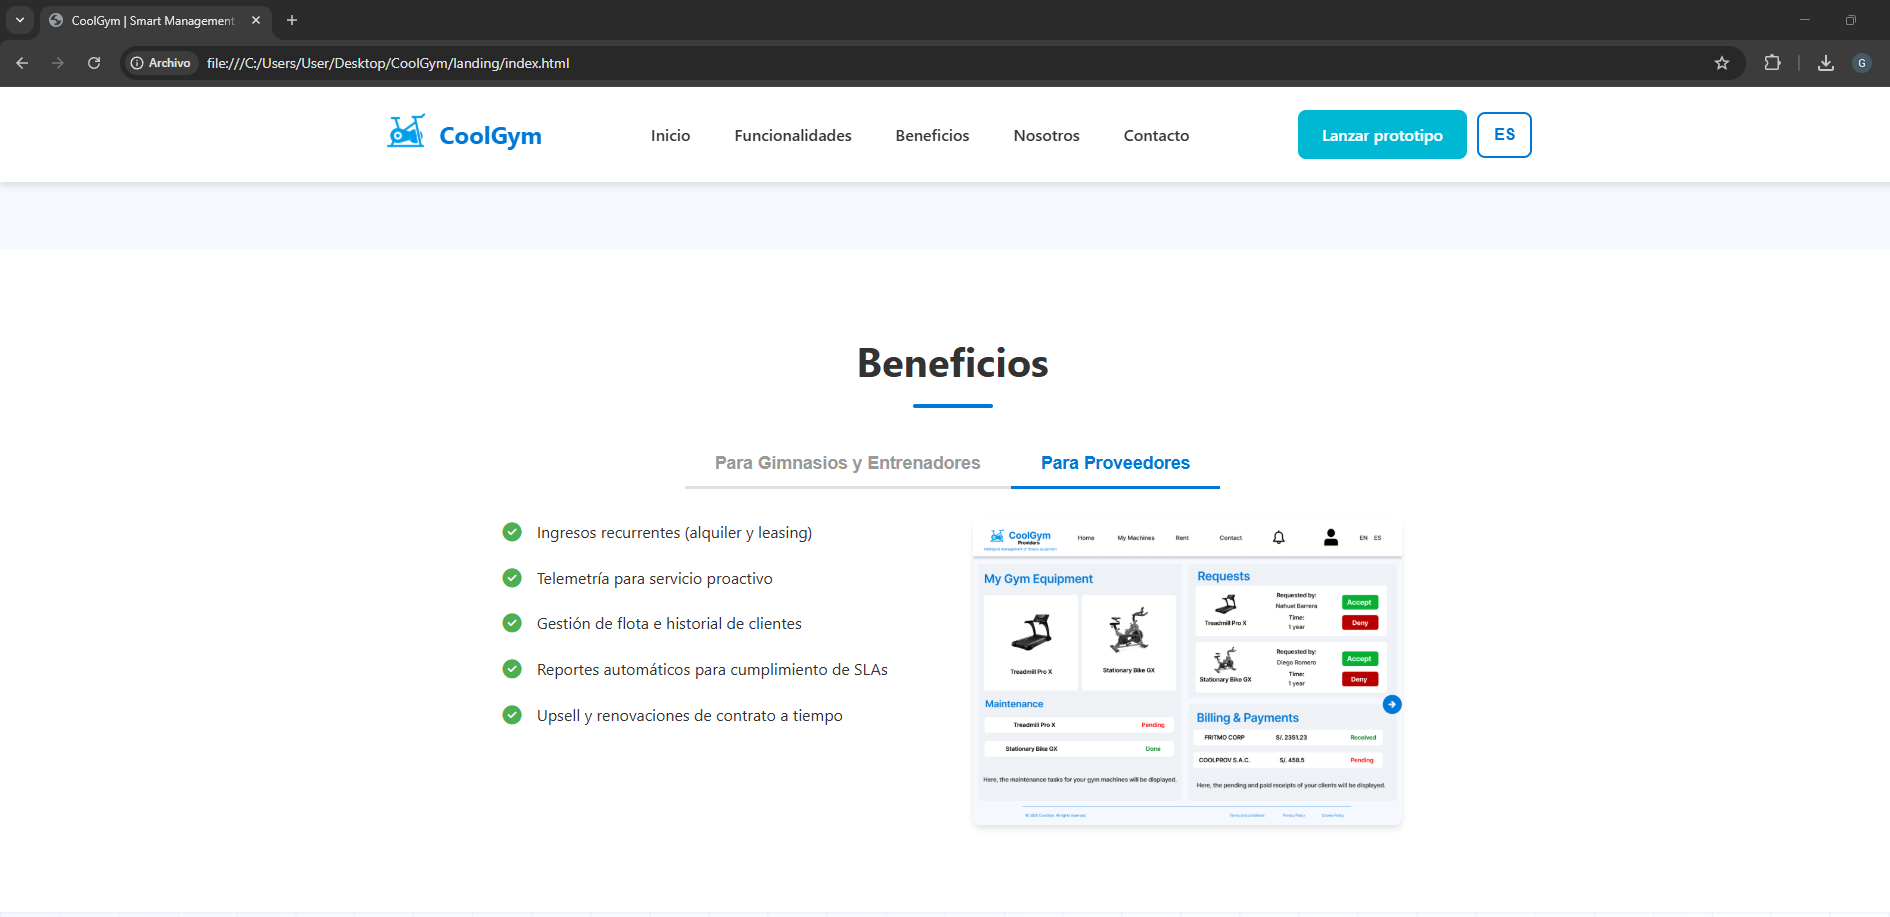 CoolGym | Smart Management
Archivo
file:///C:/Users/User/Desktop/CoolGym/landing/index.html
G
CoolGym
Inicio
Funcionalidades
Beneficios
Nosotros
Contacto
Lanzar prototipo
ES
Beneficios
Para Gimnasios y Entrenadores
Para Proveedores
Ingresos recurrentes (alquiler y leasing)
Telemetría para servicio proactivo
Gestión de flota e historial de clientes
Reportes automáticos para cumplimiento de SLAs
Upsell y renovaciones de contrato a tiempo
CoolGym
Providers
Home
My Machines
Rent
Contact
EN ES
My Gym Equipment
Treadmill Pro X
Stationary Bike GX
Maintenance
Treadmill Pro X Pending
Stationary Bike GX Done
Here, the maintenance tasks for your gym machines will be displayed.
Requests
Treadmill Pro X
Requested by:
Nahuel Barrera
Time:
1 year
Accept
Deny
Stationary Bike GX
Requested by:
Diego Romero
Time:
1 year
Accept
Deny
Billing & Payments
FRITMO CORP S/. 2351.23 Received
COOLPROV S.A.C. S/. 458.5 Pending
Here, the pending and paid receipts of your clients will be displayed.
Terms and conditions
Privacy Policy
Cookie Policy